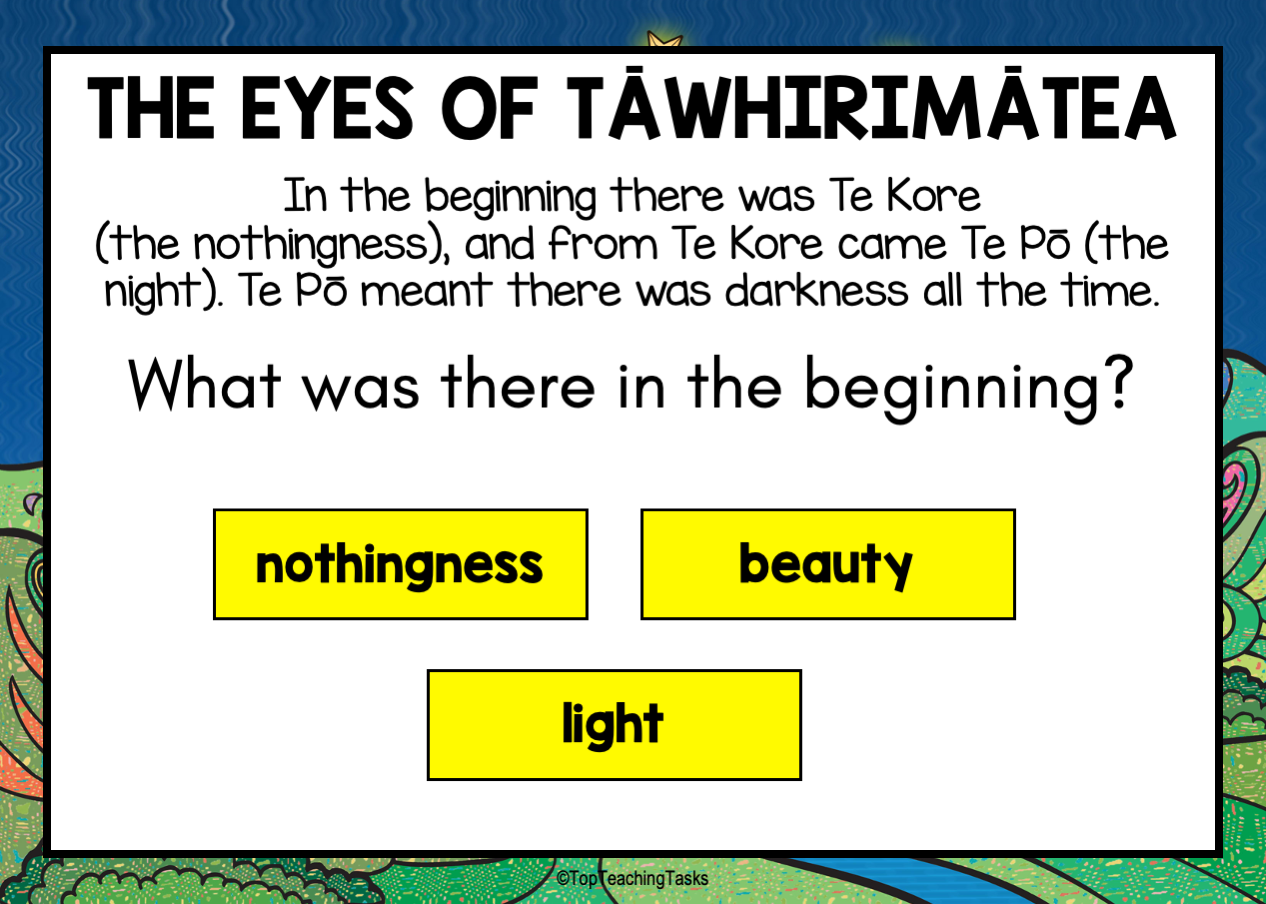 THE EYES OF TĀWHIRIMĀTEA
In the beginning there was Te Kore
(the nothingness), and from Te Kore came Te Pō (the
night). Te Pō meant there was darkness all the time.
What was there in the beginning?
nothingness
beauty
light
©TopTeachingTasks